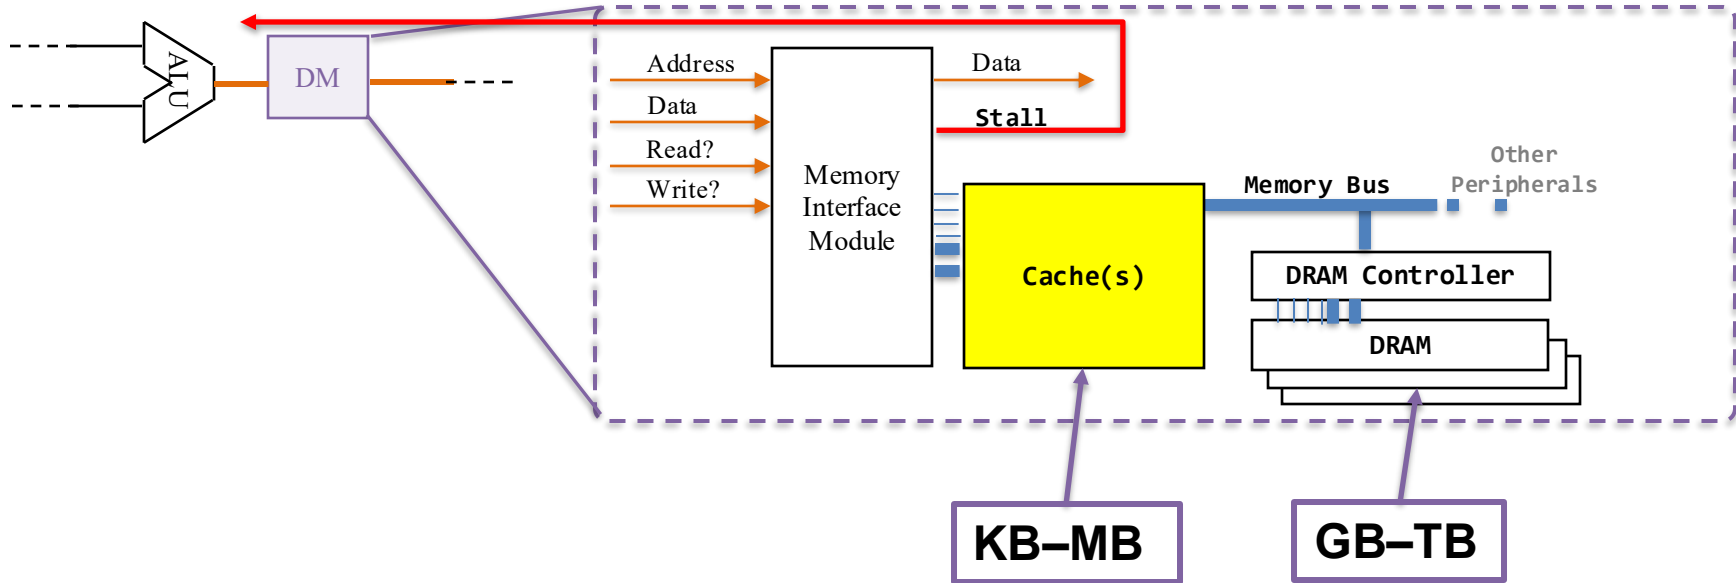 ALU
DM
Address
Data
Read?
Write?
Memory
Interface
Module
Data
Stall
Cache(s)
Memory Bus
Other
Peripherals
DRAM Controller
DRAM
KB–MB
GB–TB